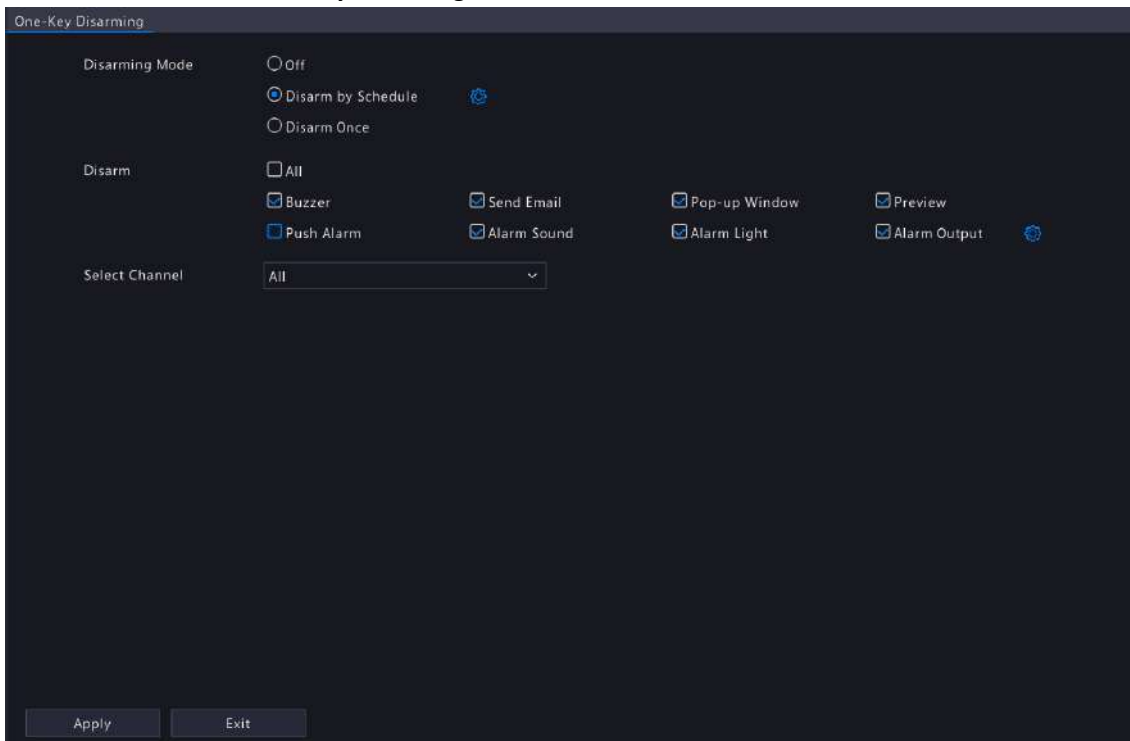 One-Key Disarming
Disarming Mode Off
Disarm by Schedule
Disarm Once
Disarm All
Buzzer Send Email Pop-up Window Preview
Push Alarm Alarm Sound Alarm Light Alarm Output
Select Channel All
Apply Exit